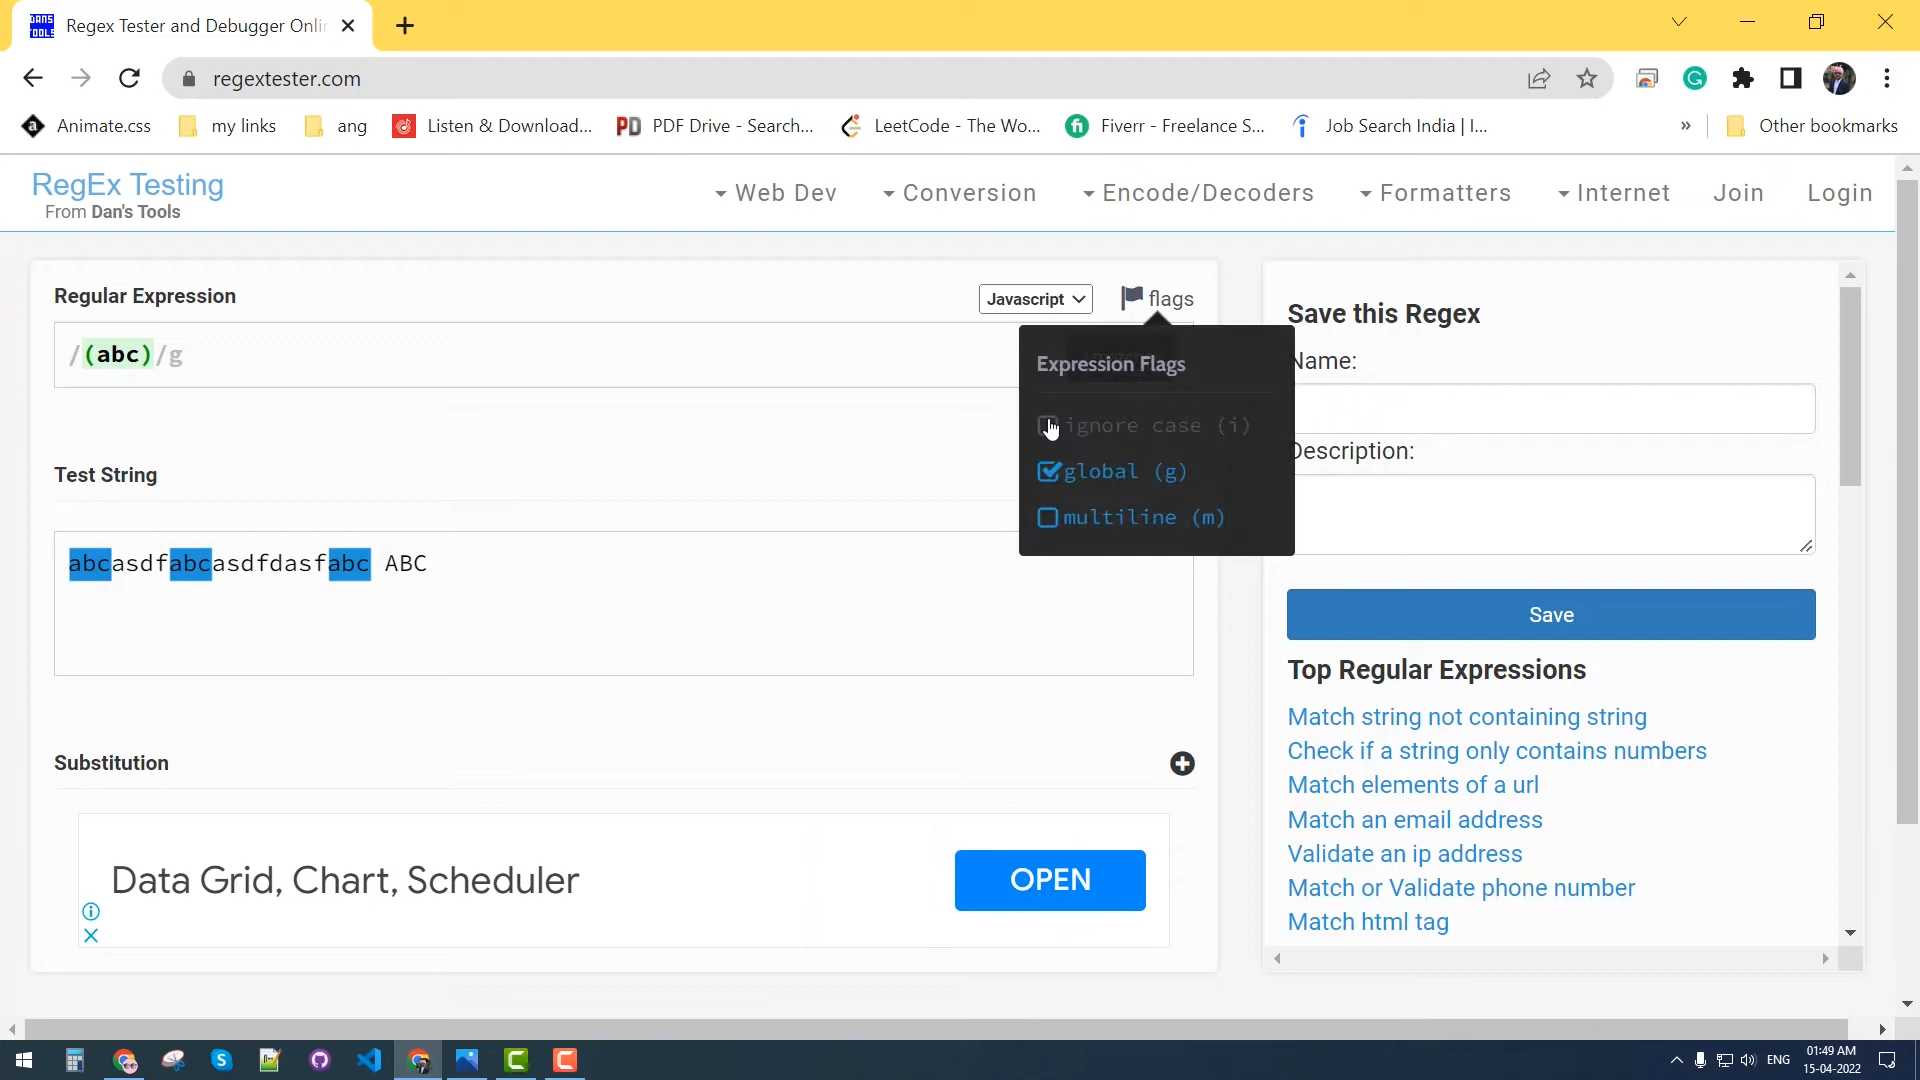 DANS TOOLS
Regex Tester and Debugger Onlin
regextester.com
Animate.css my links ang Listen & Download... PDF Drive - Search... LeetCode - The Wo... Fiverr - Freelance S... Job Search India | I... » Other bookmarks
RegEx Testing
From Dan's Tools
Web Dev Conversion Encode/Decoders Formatters Internet Join Login
Regular Expression
Javascript flags
/(abc)/g
Expression Flags
ignore case (i)
global (g)
multiline (m)
Test String
abcasdfabcasdfdasfabc ABC
Substitution
Data Grid, Chart, Scheduler
OPEN
Save this Regex
Name:
Description:
Save
Top Regular Expressions
Match string not containing string
Check if a string only contains numbers
Match elements of a url
Match an email address
Validate an ip address
Match or Validate phone number
Match html tag
ENG
01:49 AM
15-04-2022